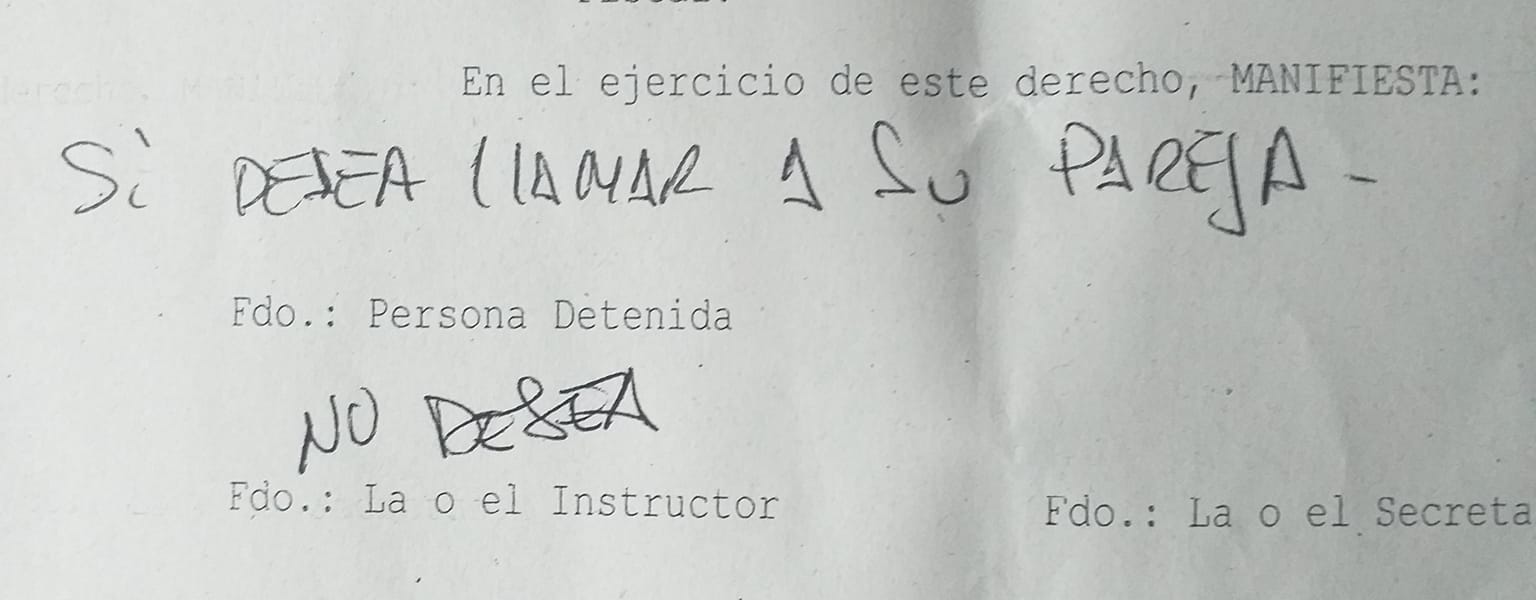 En el ejercicio de este derecho, MANIFIESTA:
Sì DESEA llAMAR A Su PAREJA -
Fdo.: Persona Detenida
NO DESEA
Fdo.: La o el Instructor
Fdo.: La o el Secreta